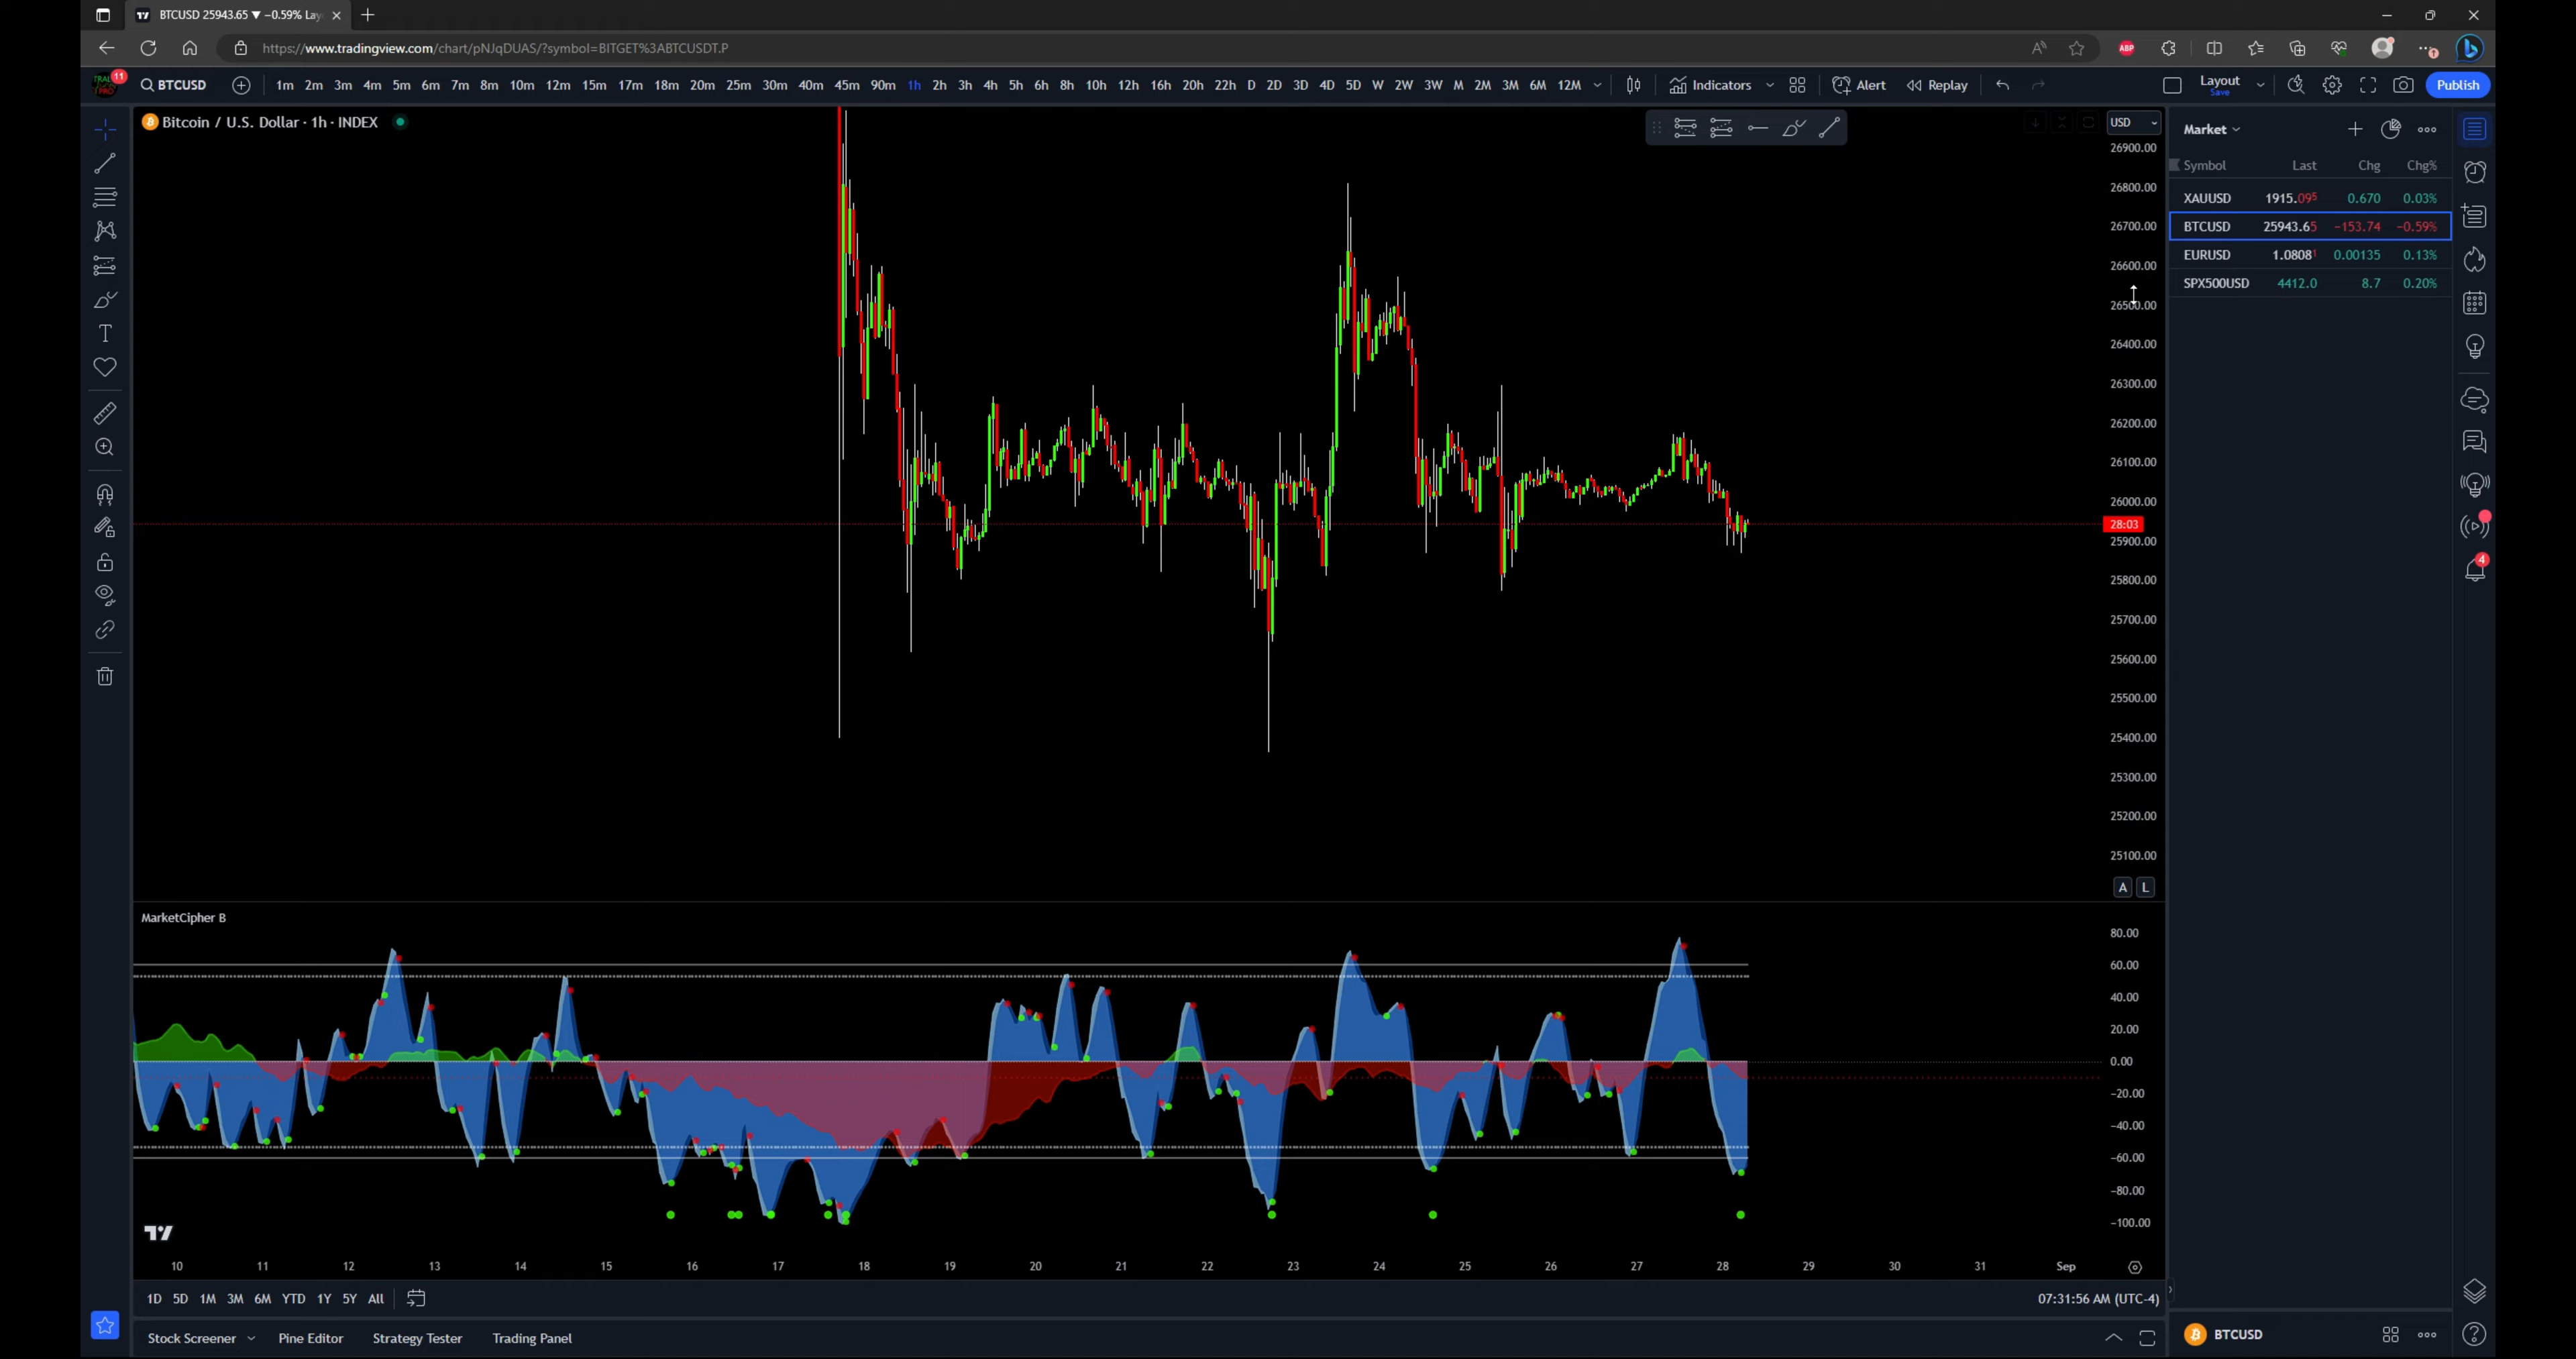 BTCUSD 25943.65 ▼ −0.59% Lay
https://www.tradingview.com/chart/pNJqDUAS/?symbol=BITGET%3ABTCUSDT.P
ABP
11
BTCUSD
1m 2m 3m 4m 5m 6m 7m 8m 10m 12m 15m 17m 18m 20m 25m 30m 40m 45m 90m 1h 2h 3h 4h 5h 6h 8h 10h 12h 16h 20h 22h D 2D 3D 4D 5D W 2W 3W M 2M 3M 6M 12M
Indicators
Alert
Replay
Layout
Save
Publish
Bitcoin / U.S. Dollar · 1h · INDEX
USD
26900.00
26800.00
26700.00
26600.00
26500.00
26400.00
26300.00
26200.00
26100.00
26000.00
28:03
25900.00
25800.00
25700.00
25600.00
25500.00
25400.00
25300.00
25200.00
25100.00
A L
Market
Symbol Last Chg Chg%
XAUUSD 1915.095 0.670 0.03%
BTCUSD 25943.65 −153.74 −0.59%
EURUSD 1.08081 0.00135 0.13%
SPX500USD 4412.0 8.7 0.20%
4
MarketCipher B
80.00
60.00
40.00
20.00
0.00
−20.00
−40.00
−60.00
−80.00
−100.00
10 11 12 13 14 15 16 17 18 19 20 21 22 23 24 25 26 27 28 29 30 31 Sep
1D 5D 1M 3M 6M YTD 1Y 5Y All
07:31:56 AM (UTC-4)
Stock Screener Pine Editor Strategy Tester Trading Panel
BTCUSD